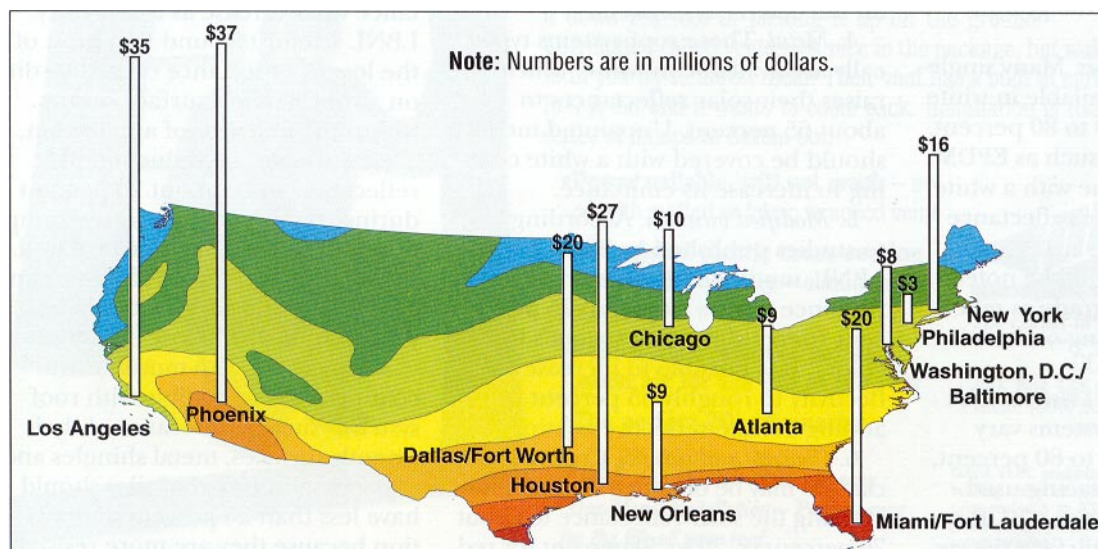 $35
$37
Note: Numbers are in millions of dollars.
$16
$27
$10
$20
$8
$3
$9
$20
New York
Chicago
Philadelphia
Washington, D.C./
Baltimore
$9
Phoenix
Los Angeles
Atlanta
Dallas/Fort Worth
Houston
New Orleans
Miami/Fort Lauderdale